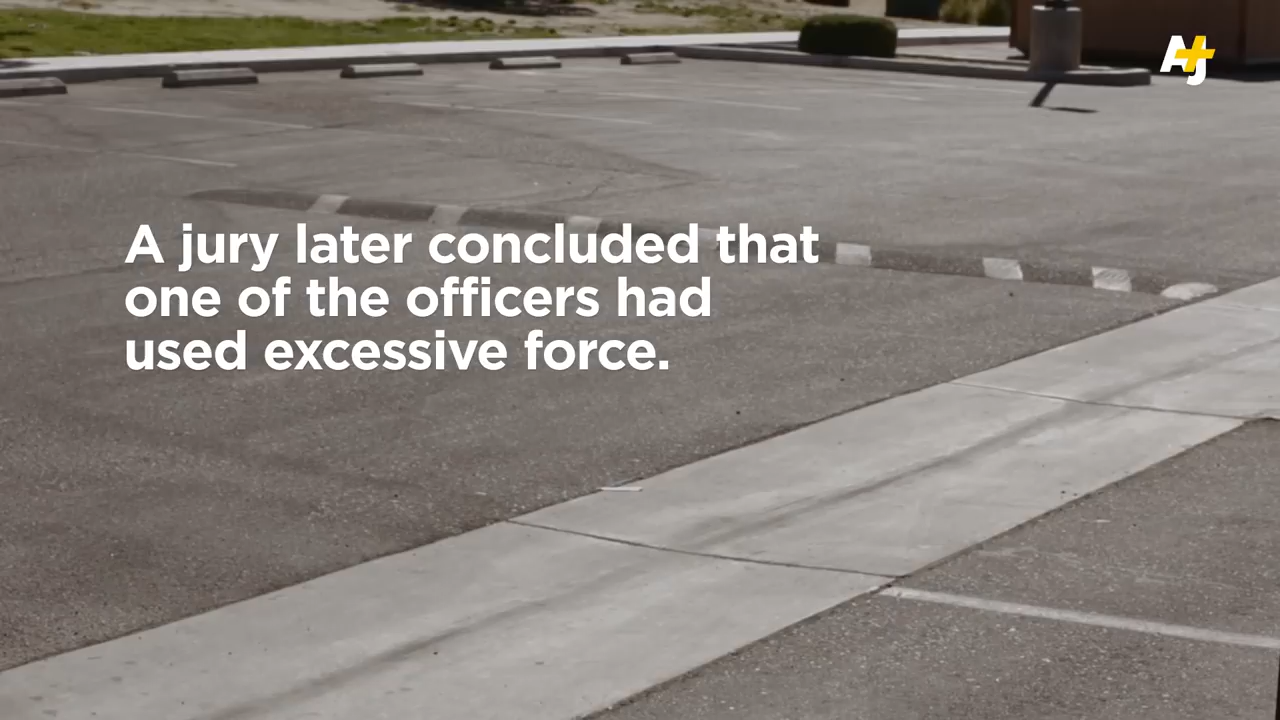 AJ+
A jury later concluded that
one of the officers had
used excessive force.